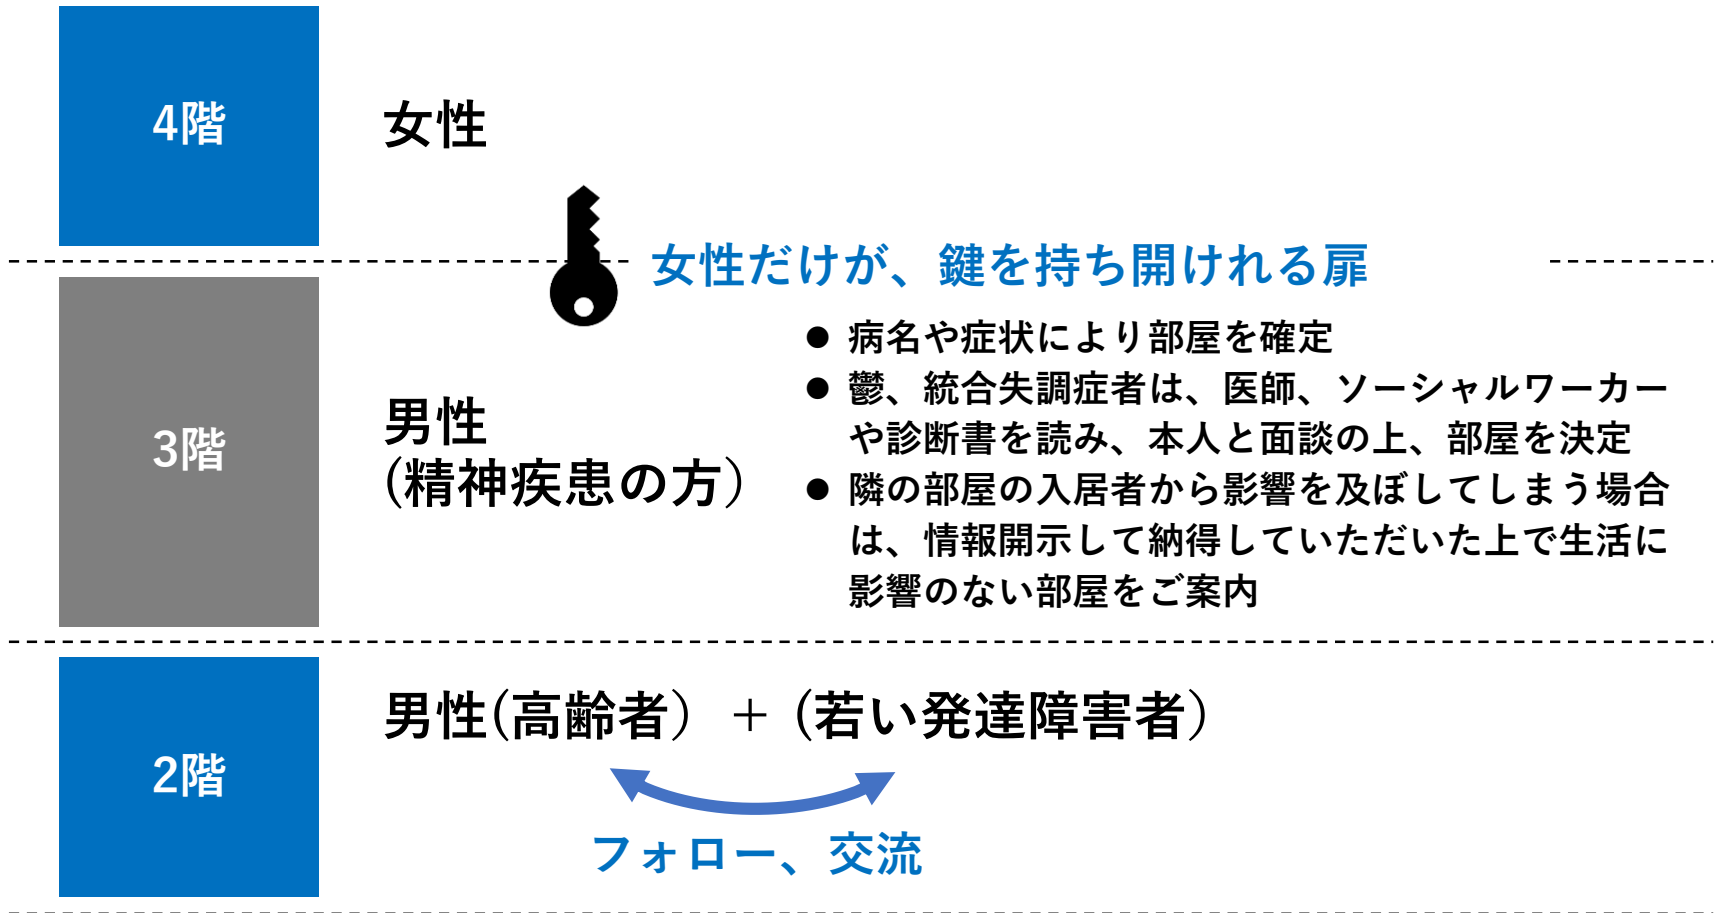 4階
女性
女性だけが、鍵を持ち開けれる扉
3階
男性
(精神疾患の方)
● 病名や症状により部屋を確定
● 鬱、統合失調症者は、医師、ソーシャルワーカー
や診断書を読み、本人と面談の上、部屋を決定
● 隣の部屋の入居者から影響を及ぼしてしまう場合
は、情報開示して納得していただいた上で生活に
影響のない部屋をご案内
2階
男性(高齢者) + (若い発達障害者)
フォロー、交流